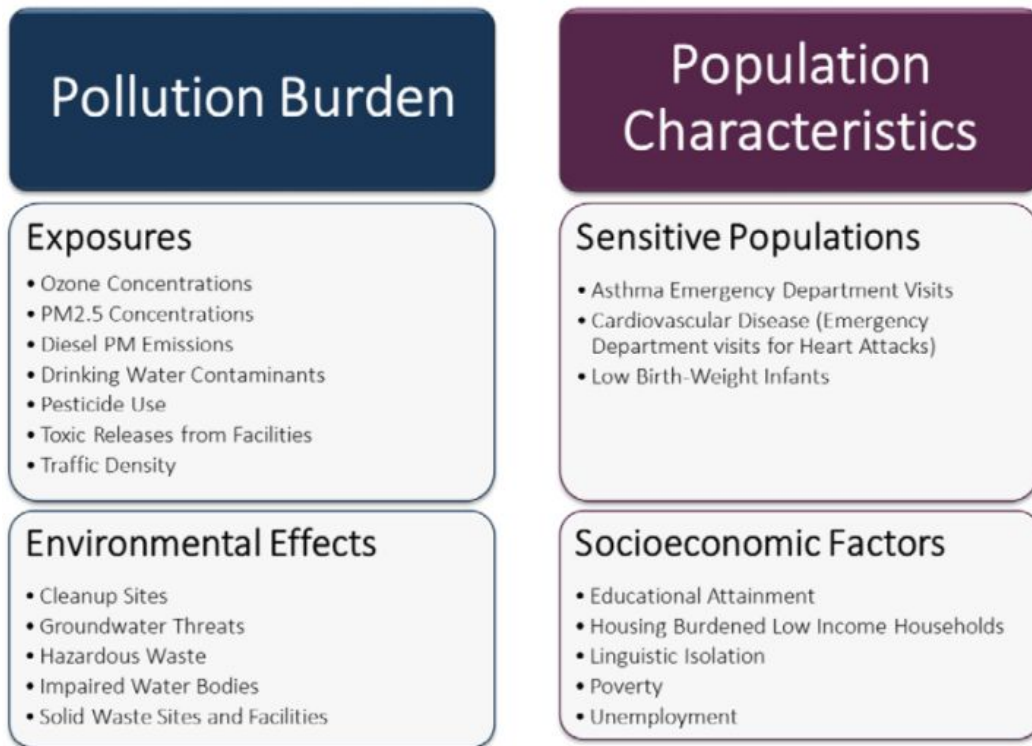 Pollution Burden
Exposures
• Ozone Concentrations
• PM2.5 Concentrations
• Diesel PM Emissions
• Drinking Water Contaminants
• Pesticide Use
• Toxic Releases from Facilities
• Traffic Density
Environmental Effects
• Cleanup Sites
• Groundwater Threats
• Hazardous Waste
• Impaired Water Bodies
• Solid Waste Sites and Facilities
Population
Characteristics
Sensitive Populations
• Asthma Emergency Department Visits
• Cardiovascular Disease (Emergency
Department visits for Heart Attacks)
• Low Birth-Weight Infants
Socioeconomic Factors
• Educational Attainment
• Housing Burdened Low Income Households
• Linguistic Isolation
• Poverty
• Unemployment